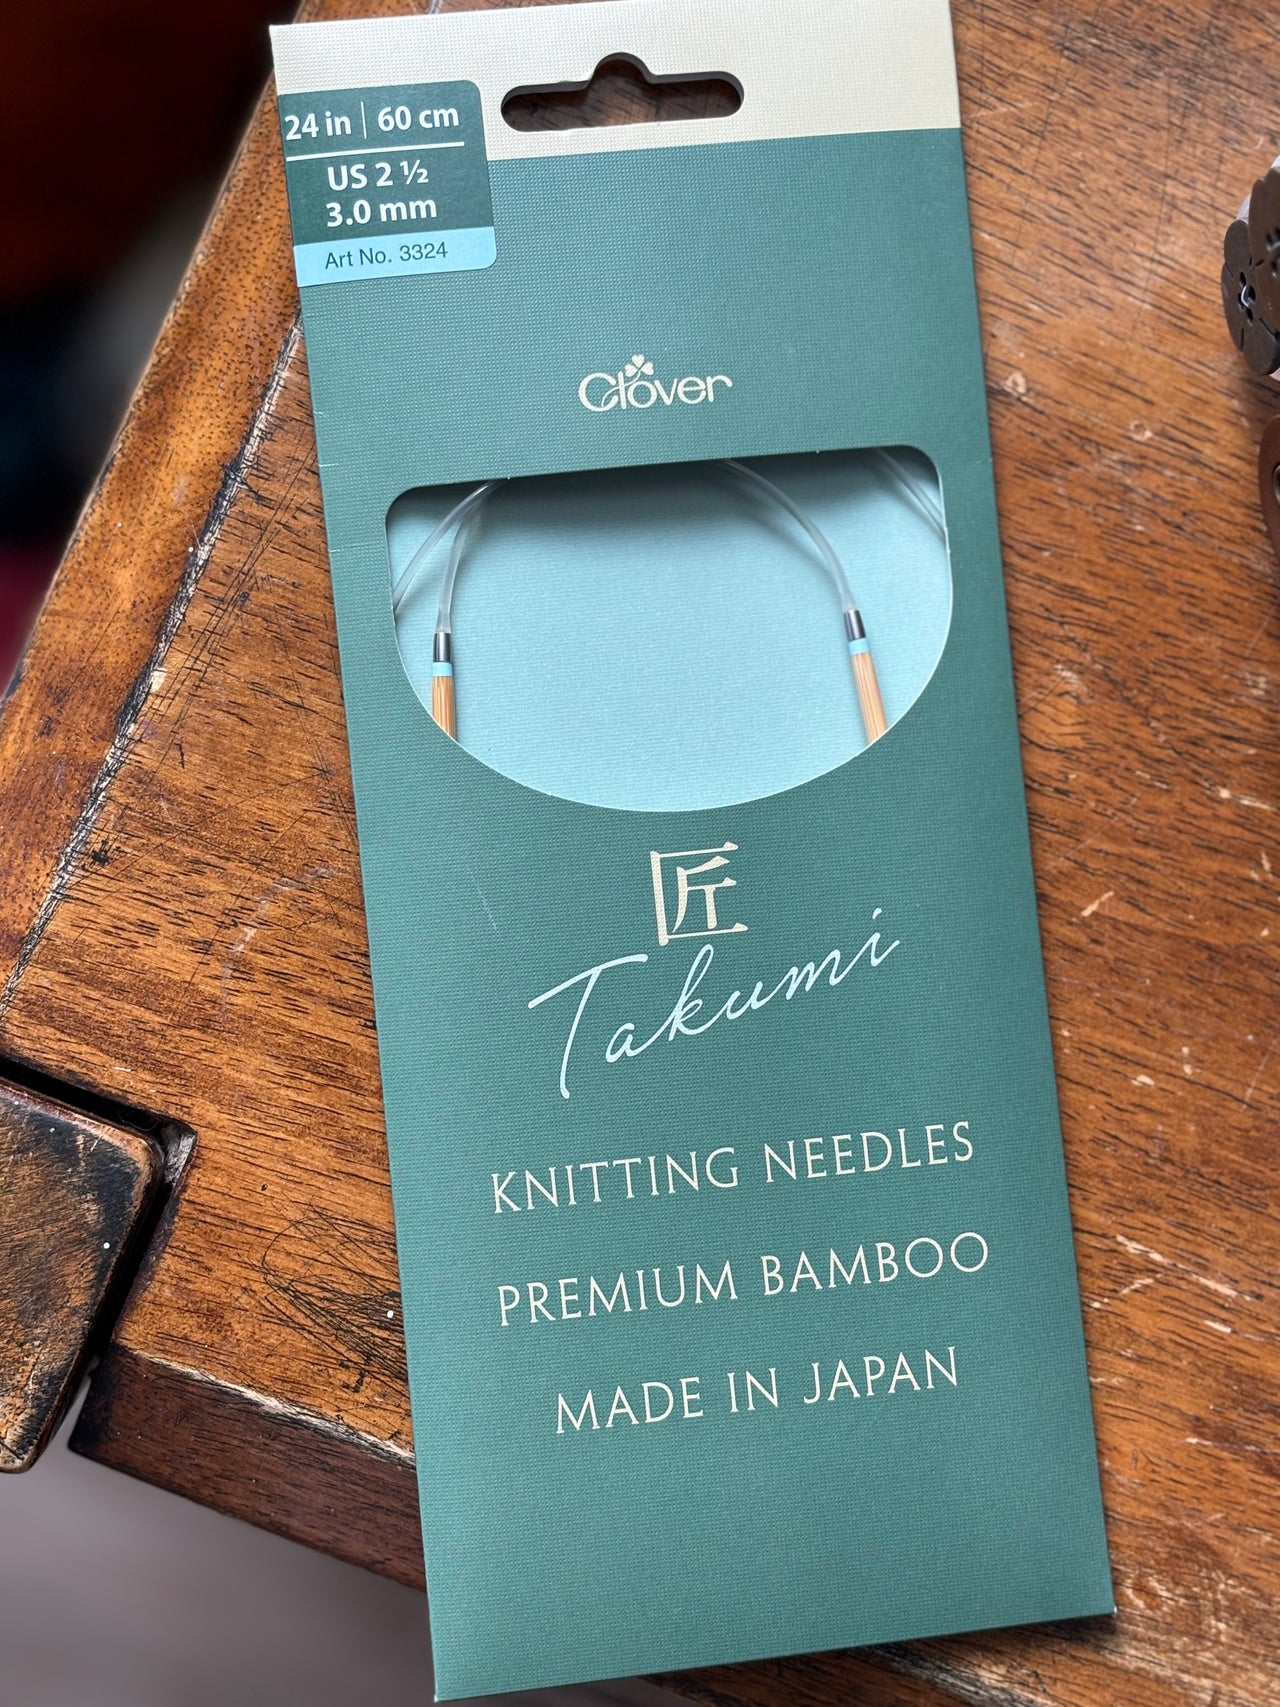 24 in | 60 cm
US 2 ½
3.0 mm
Art No. 3324
Clover
匠
Takumi
KNITTING NEEDLES
PREMIUM BAMBOO
MADE IN JAPAN